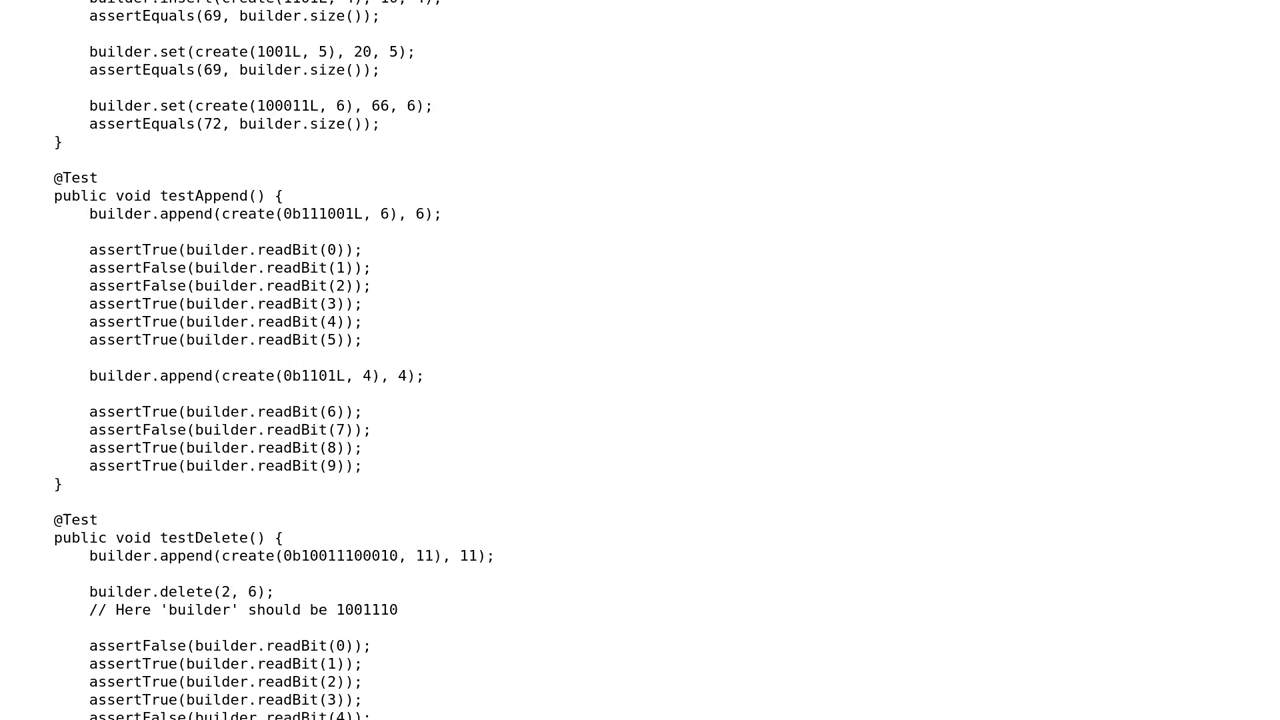 assertEquals(69, builder.size());

builder.set(create(1001L, 5), 20, 5);
assertEquals(69, builder.size());

builder.set(create(100011L, 6), 66, 6);
assertEquals(72, builder.size());
}

@Test
public void testAppend() {
builder.append(create(0b111001L, 6), 6);

assertTrue(builder.readBit(0));
assertFalse(builder.readBit(1));
assertFalse(builder.readBit(2));
assertTrue(builder.readBit(3));
assertTrue(builder.readBit(4));
assertTrue(builder.readBit(5));

builder.append(create(0b1101L, 4), 4);

assertTrue(builder.readBit(6));
assertFalse(builder.readBit(7));
assertTrue(builder.readBit(8));
assertTrue(builder.readBit(9));
}

@Test
public void testDelete() {
builder.append(create(0b10011100010, 11), 11);

builder.delete(2, 6);
// Here 'builder' should be 1001110

assertFalse(builder.readBit(0));
assertTrue(builder.readBit(1));
assertTrue(builder.readBit(2));
assertTrue(builder.readBit(3));
assertFalse(builder.readBit(4));